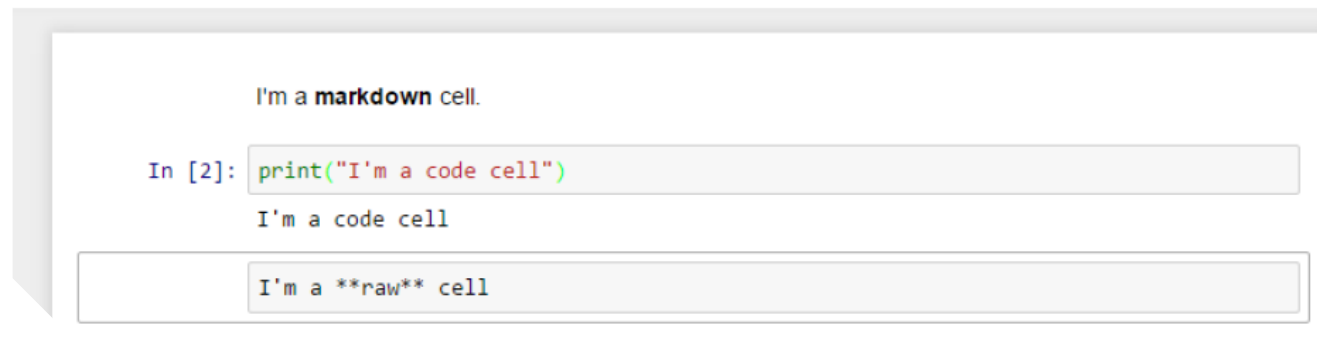 I'm a markdown cell.
In [2]: print("I'm a code cell")
I'm a code cell
I'm a **raw** cell